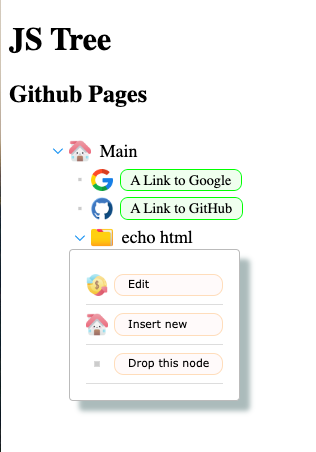 JS Tree
Github Pages
Main
A Link to Google
A Link to GitHub
echo html
Edit
Insert new
Drop this node